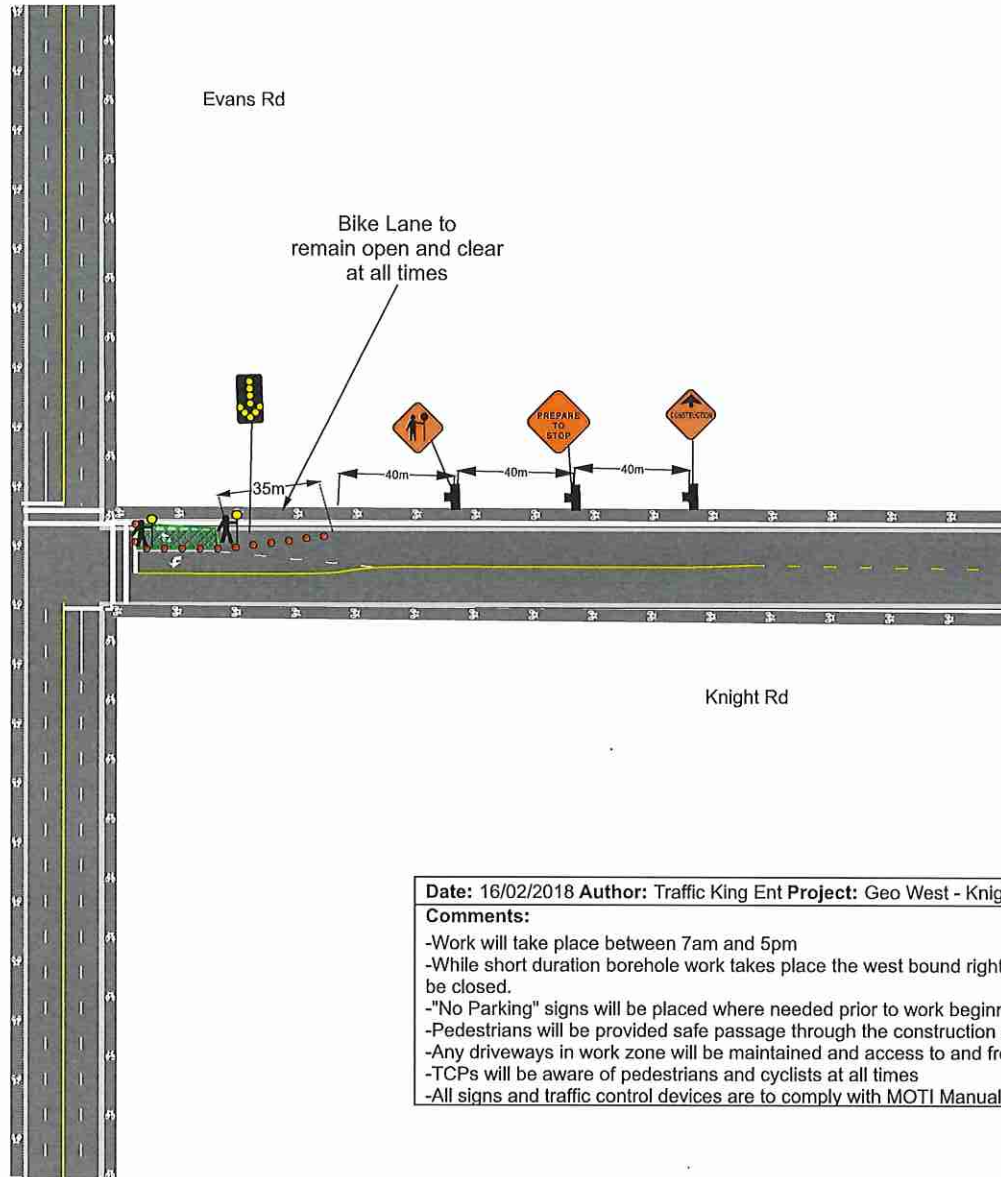 Evans Rd
Bike Lane to
remain open and clear
at all times
PREPARE
TO
STOP
CONSTRUCTION
35m
40m
40m
40m
Knight Rd
Date: 16/02/2018 Author: Traffic King Ent Project: Geo West - Knig
Comments:
-Work will take place between 7am and 5pm
-While short duration borehole work takes place the west bound right
be closed.
-"No Parking" signs will be placed where needed prior to work beginn
-Pedestrians will be provided safe passage through the construction
-Any driveways in work zone will be maintained and access to and fr
-TCPs will be aware of pedestrians and cyclists at all times
-All signs and traffic control devices are to comply with MOTI Manual